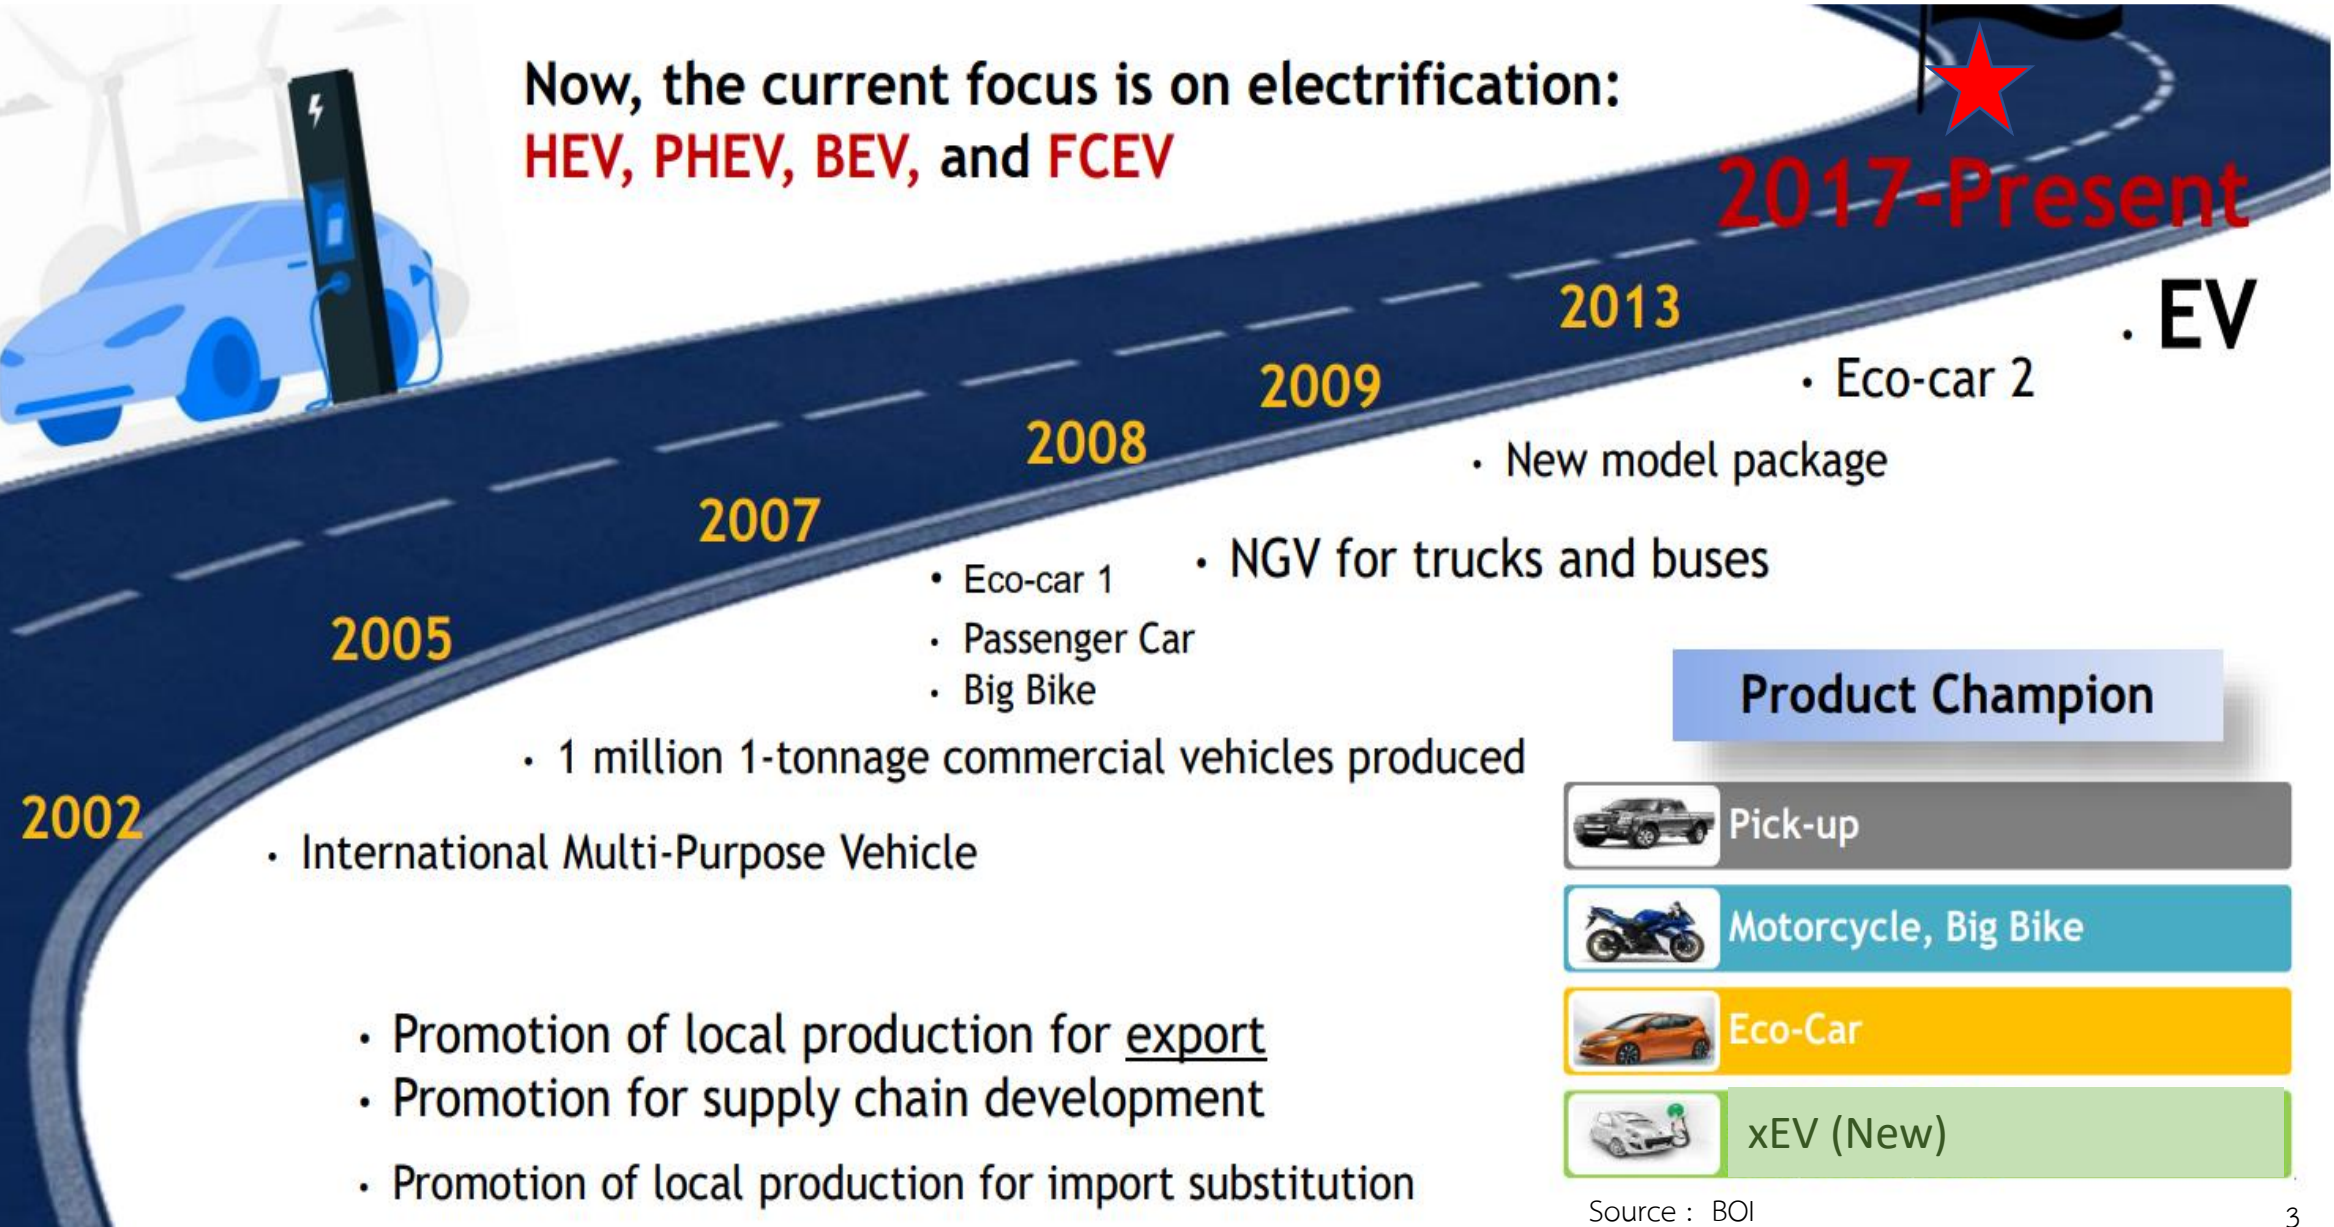 Now, the current focus is on electrification:
HEV, PHEV, BEV, and FCEV
2017-Present
• EV
2013
• Eco-car 2
2009
• New model package
2008
• NGV for trucks and buses
2007
• Eco-car 1
• Passenger Car
• Big Bike
2005
• 1 million 1-tonnage commercial vehicles produced
2002
• International Multi-Purpose Vehicle
• Promotion of local production for export
• Promotion for supply chain development
• Promotion of local production for import substitution
Product Champion
Pick-up
Motorcycle, Big Bike
Eco-Car
xEV (New)
Source : BOI
3